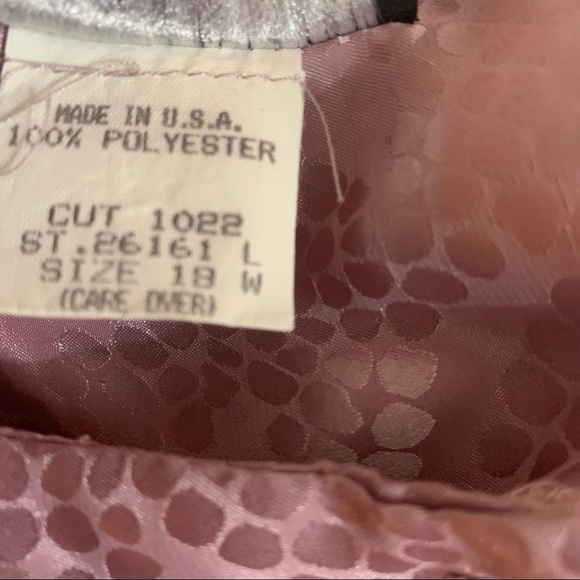 MADE IN U.S.A.
100% POLYESTER
CUT 1022
ST.26161 L
SIZE 18 W
(CARE OVER)